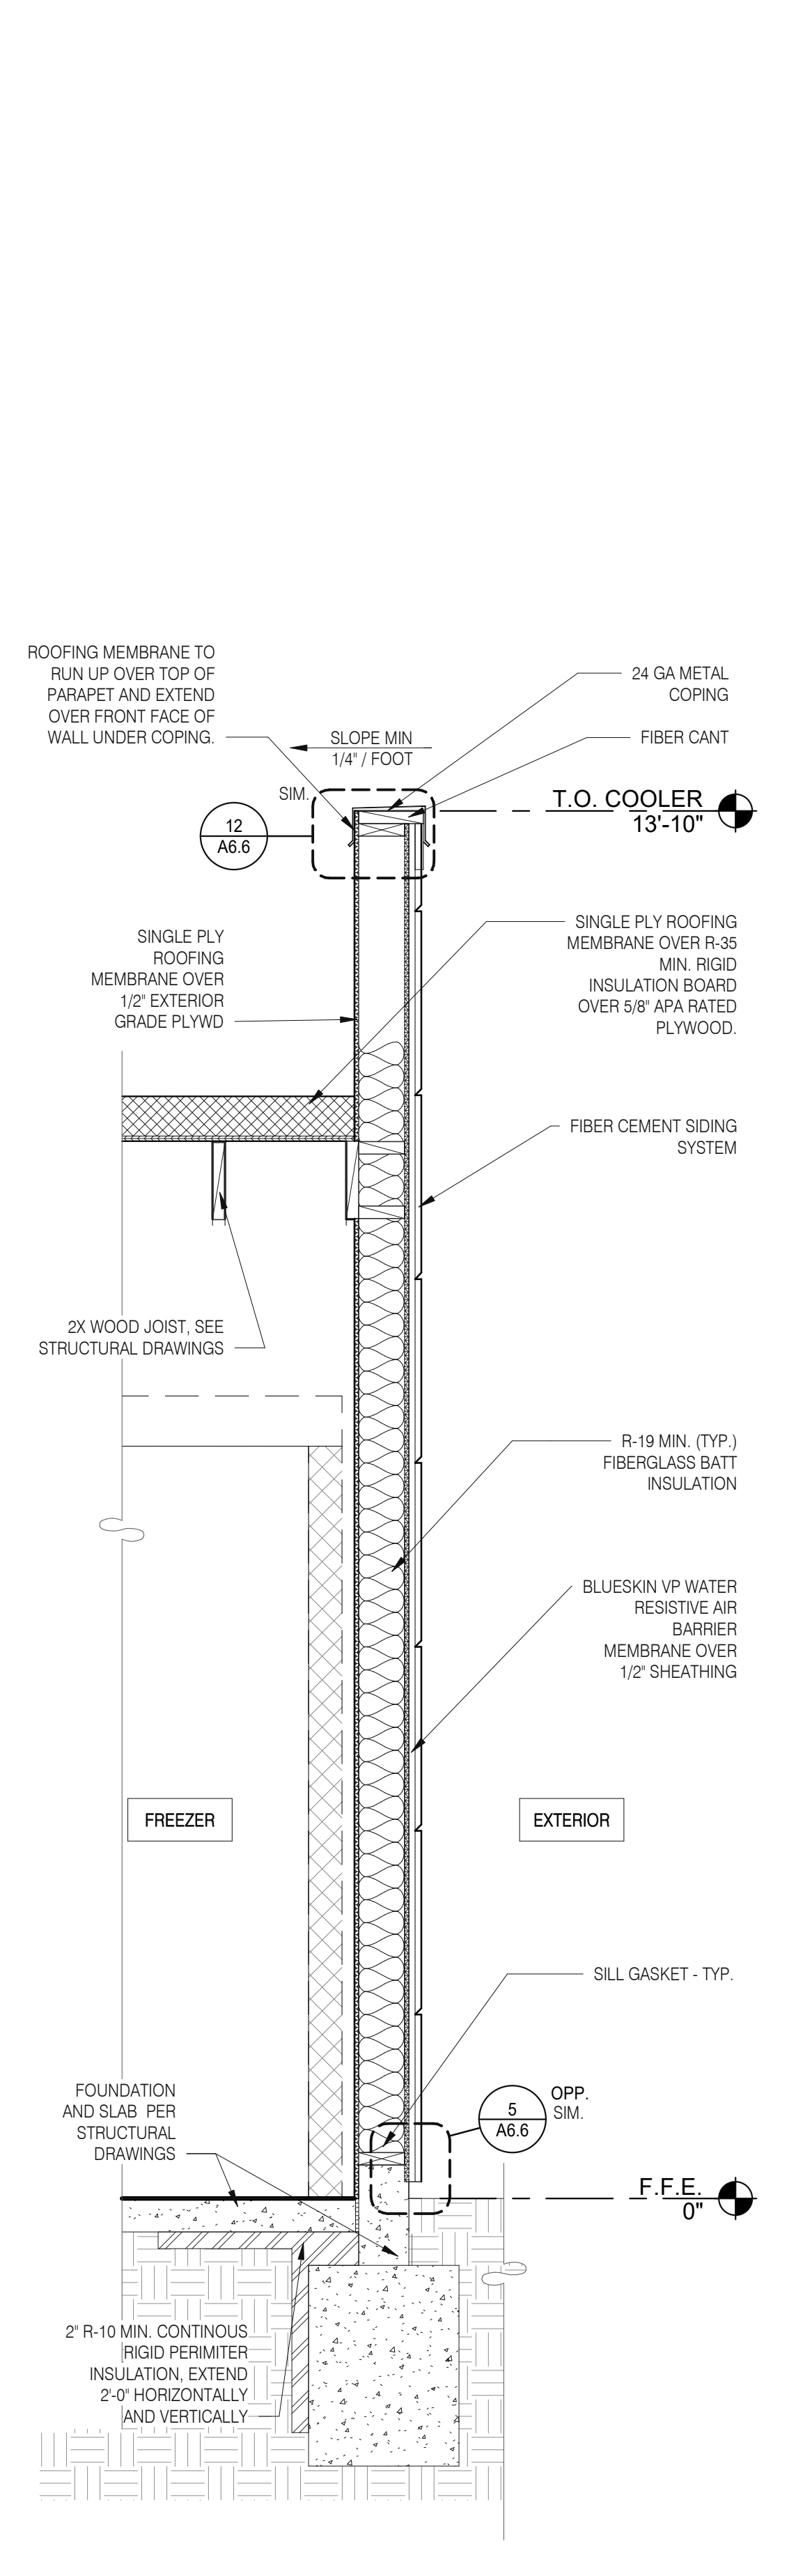 ROOFING MEMBRANE TO
RUN UP OVER TOP OF
PARAPET AND EXTEND
OVER FRONT FACE OF
WALL UNDER COPING.
24 GA METAL
COPING
SLOPE MIN
1/4" / FOOT
FIBER CANT
SIM.
12
A6.6
T.O. COOLER
13'-10"
SINGLE PLY
ROOFING
MEMBRANE OVER
1/2" EXTERIOR
GRADE PLYWD
SINGLE PLY ROOFING
MEMBRANE OVER R-35
MIN. RIGID
INSULATION BOARD
OVER 5/8" APA RATED
PLYWOOD.
FIBER CEMENT SIDING
SYSTEM
2X WOOD JOIST, SEE
STRUCTURAL DRAWINGS
R-19 MIN. (TYP.)
FIBERGLASS BATT
INSULATION
BLUESKIN VP WATER
RESISTIVE AIR
BARRIER
MEMBRANE OVER
1/2" SHEATHING
FREEZER
EXTERIOR
SILL GASKET - TYP.
FOUNDATION
AND SLAB PER
STRUCTURAL
DRAWINGS
5
A6.6
OPP.
SIM.
F.F.E.
0"
2" R-10 MIN. CONTINOUS
RIGID PERIMITER
INSULATION, EXTEND
2'-0" HORIZONTALLY
AND VERTICALLY